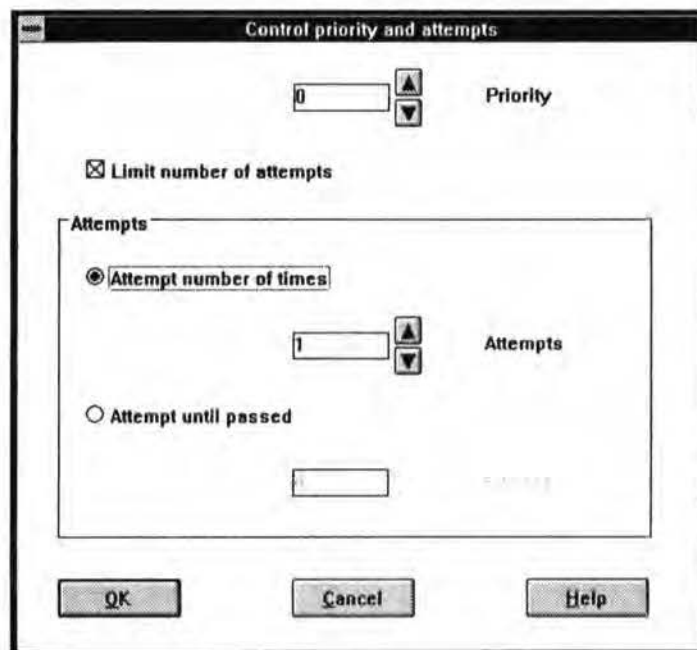 Control priority and attempts
0 Priority
Limit number of attempts
Attempts
Attempt number of times
1 Attempts
Attempt until passed
OK Cancel Help